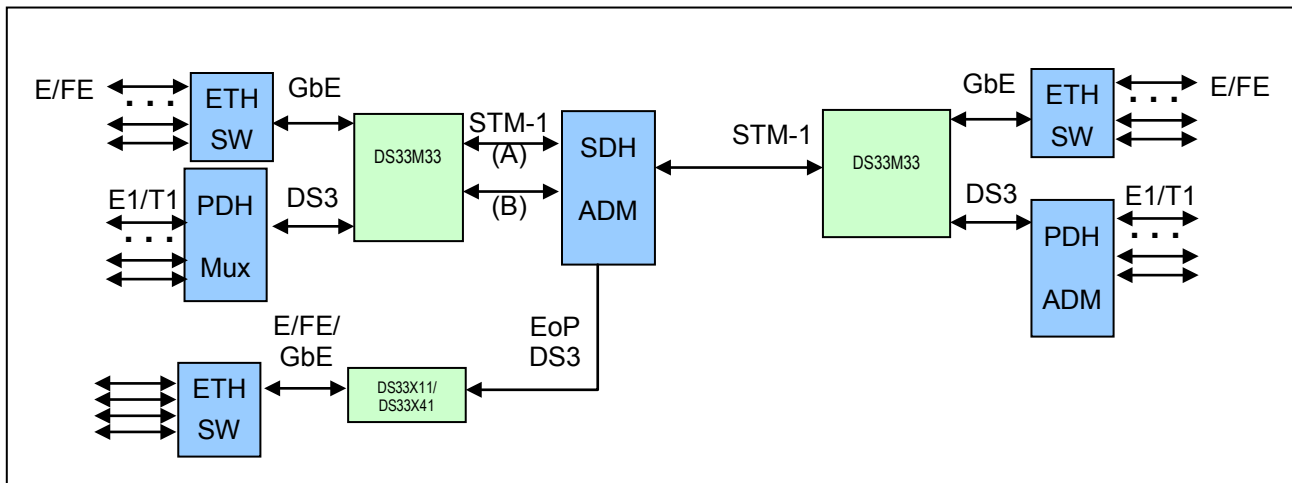 E/FE
. . .
ETH
SW
GbE
DS33M33
STM-1
(A)
(B)
SDH
ADM
STM-1
DS33M33
GbE
ETH
SW
. . .
E/FE
E1/T1
. . .
PDH
Mux
DS3
DS3
PDH
ADM
E1/T1
. . .
ETH
SW
E/FE/
GbE
DS33X11/
DS33X41
EoP
DS3